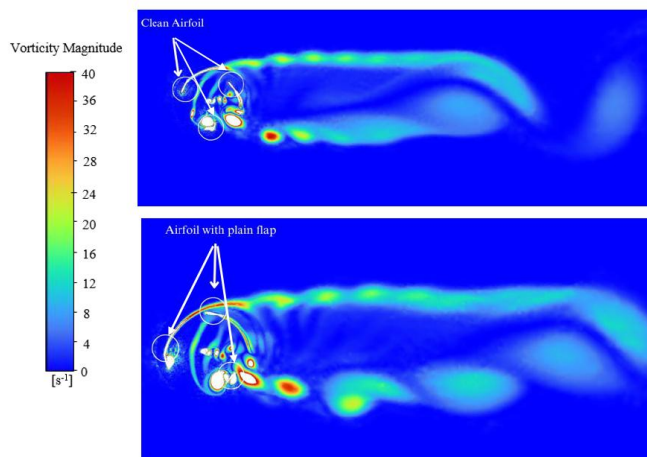 Clean Airfoil
Vorticity Magnitude
40
36
32
28
24
20
16
12
8
4
0
[s-1]
Airfoil with plain flap